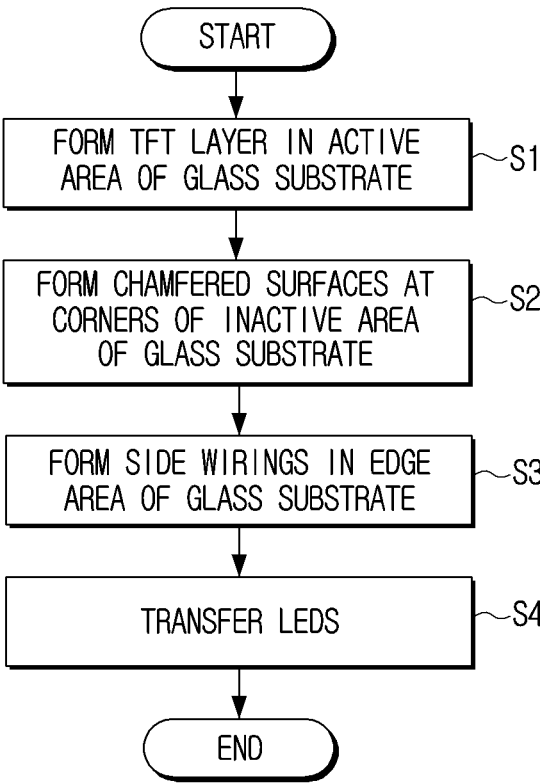 START
FORM TFT LAYER IN ACTIVE
AREA OF GLASS SUBSTRATE
S1
FORM CHAMFERED SURFACES AT
CORNERS OF INACTIVE AREA
OF GLASS SUBSTRATE
S2
FORM SIDE WIRINGS IN EDGE
AREA OF GLASS SUBSTRATE
S3
TRANSFER LEDS
S4
END